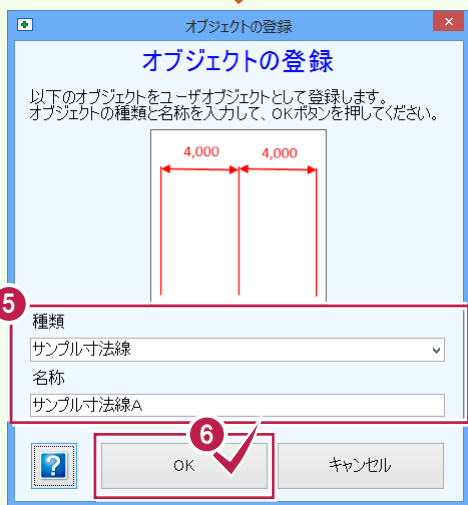 オブジェクトの登録
オブジェクトの登録
以下のオブジェクトをユーザオブジェクトとして登録します。
オブジェクトの種類と名称を入力して、OKボタンを押してください。
4,000 4,000
5
種類
サンプル寸法線
名称
サンプル寸法線A
6
? OK キャンセル